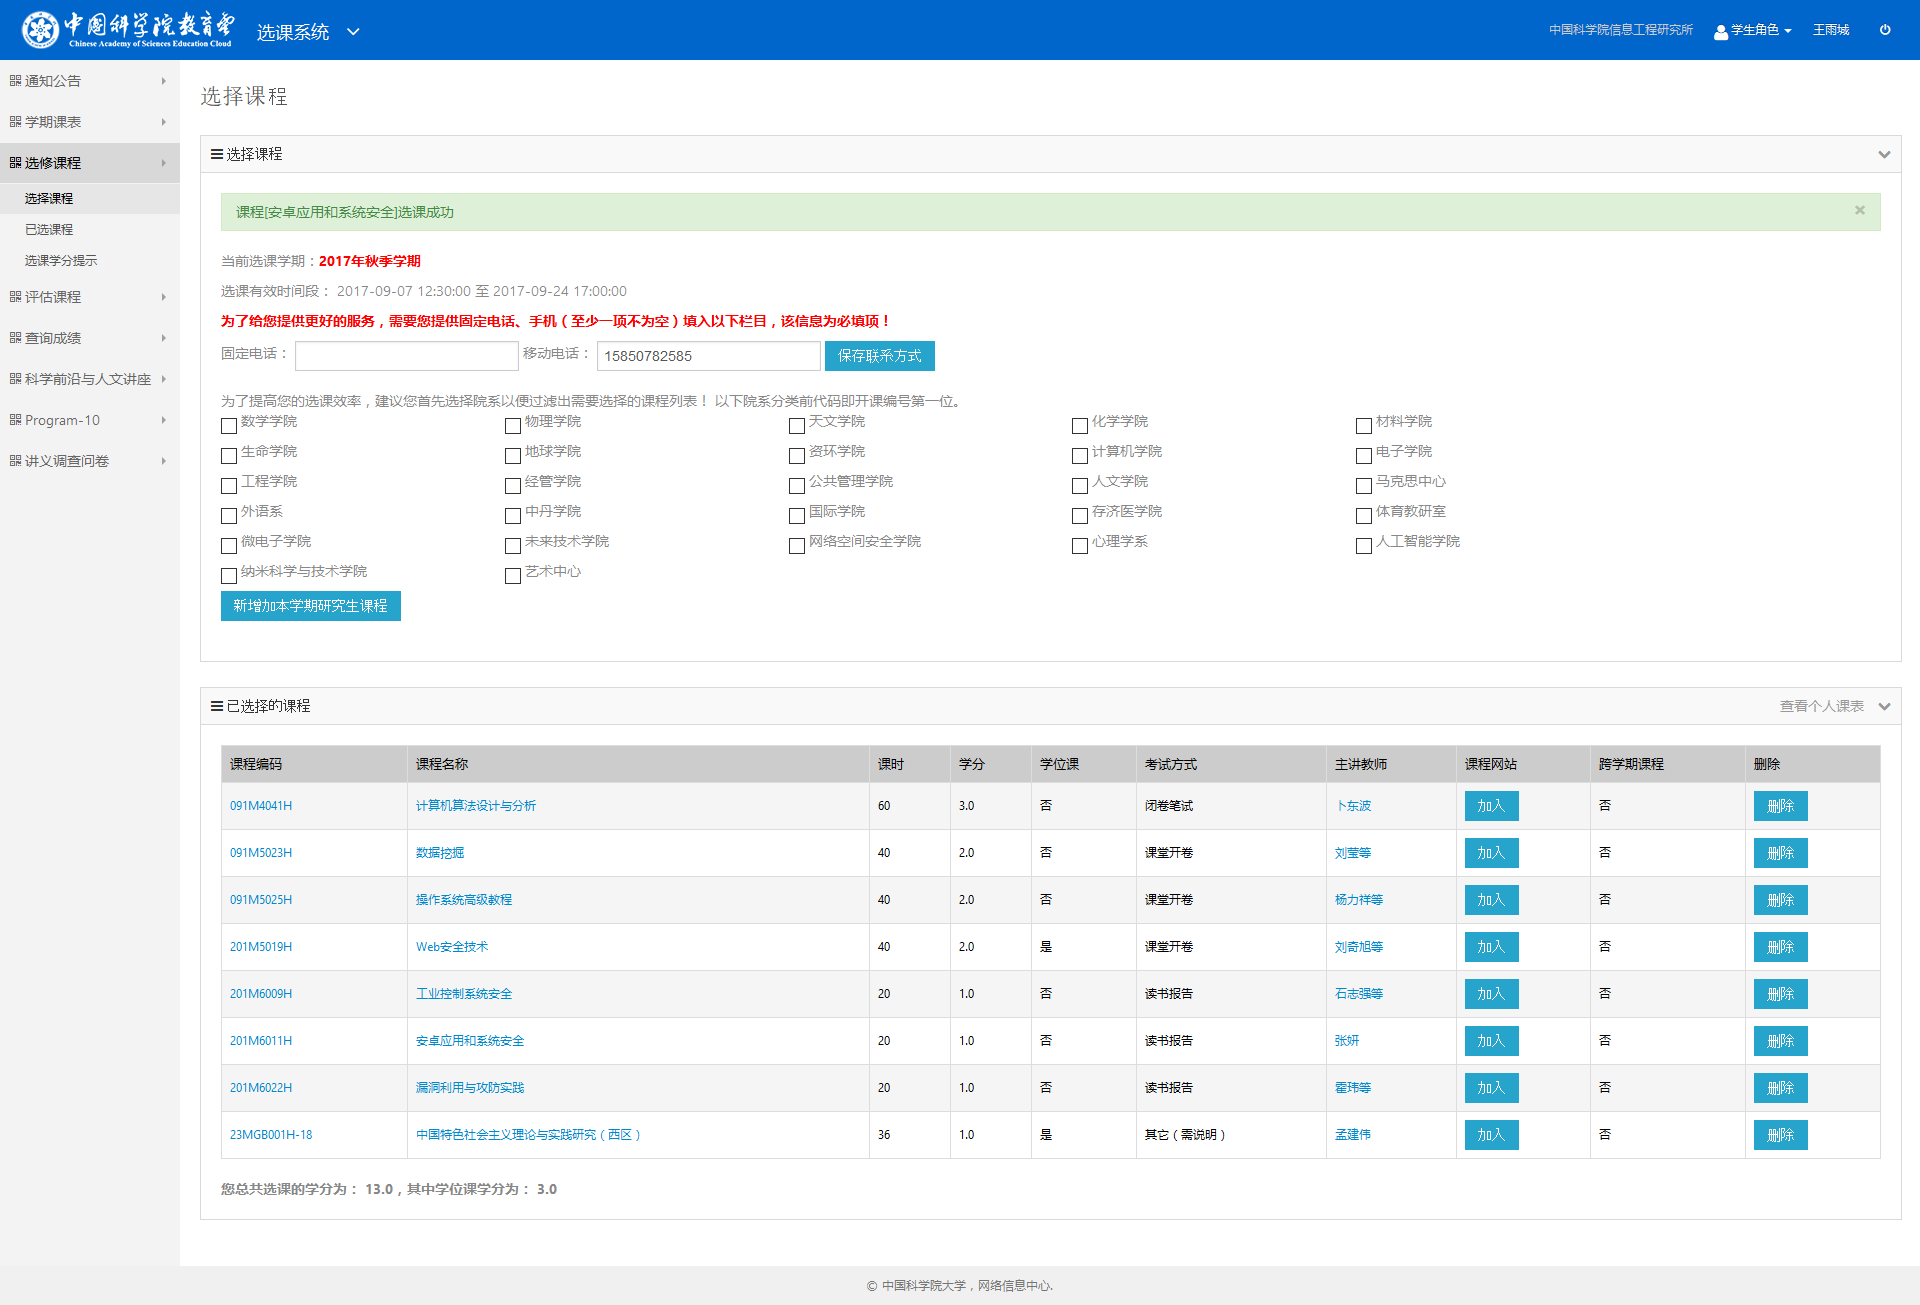 中国科学院教育云
Chinese Academy of Sciences Education Cloud
选课系统
中国科学院信息工程研究所 学生角色 王雨城
通知公告
学期课表
选修课程
选择课程
已选课程
选课学分提示
评估课程
查询成绩
科学前沿与人文讲座
Program-10
讲义调查问卷
选择课程
选择课程
课程[安卓应用和系统安全]选课成功 ×
当前选课学期：2017年秋季学期
选课有效时间段： 2017-09-07 12:30:00 至 2017-09-24 17:00:00
为了给您提供更好的服务，需要您提供固定电话、手机（至少一项不为空）填入以下栏目，该信息为必填项！
固定电话： 移动电话： 15850782585 保存联系方式
为了提高您的选课效率，建议您首先选择院系以便过滤出需要选择的课程列表！ 以下院系分类前代码即开课编号第一位。
数学学院 物理学院 天文学院 化学学院 材料学院
生命学院 地球学院 资环学院 计算机学院 电子学院
工程学院 经管学院 公共管理学院 人文学院 马克思中心
外语系 中丹学院 国际学院 存济医学院 体育教研室
微电子学院 未来技术学院 网络空间安全学院 心理学系 人工智能学院
纳米科学与技术学院 艺术中心
新增加本学期研究生课程
已选择的课程 查看个人课表
课程编码 课程名称 课时 学分 学位课 考试方式 主讲教师 课程网站 跨学期课程 删除
091M4041H 计算机算法设计与分析 60 3.0 否 闭卷笔试 卜东波 加入 否 删除
091M5023H 数据挖掘 40 2.0 否 课堂开卷 刘莹等 加入 否 删除
091M5025H 操作系统高级教程 40 2.0 否 课堂开卷 杨力祥等 加入 否 删除
201M5019H Web安全技术 40 2.0 是 课堂开卷 刘奇旭等 加入 否 删除
201M6009H 工业控制系统安全 20 1.0 否 读书报告 石志强等 加入 否 删除
201M6011H 安卓应用和系统安全 20 1.0 否 读书报告 张妍 加入 否 删除
201M6022H 漏洞利用与攻防实践 20 1.0 否 读书报告 霍玮等 加入 否 删除
23MGB001H-18 中国特色社会主义理论与实践研究（西区） 36 1.0 是 其它（需说明） 孟建伟 加入 否 删除
您总共选课的学分为： 13.0，其中学位课学分为： 3.0
© 中国科学院大学，网络信息中心.